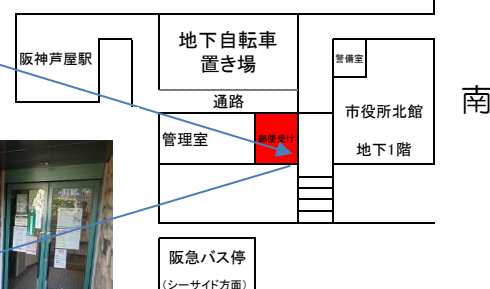 阪神芦屋駅
地下自転車
置き場
警備室
通路
市役所北館
地下1階
南
管理室
郵便受け
阪急バス停
(シーサイド方面)